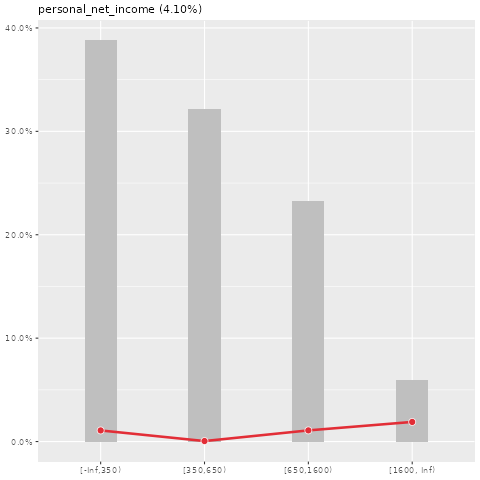 personal_net_income (4.10%)
40.0%
30.0%
20.0%
10.0%
0.0%
[-Inf,350)
[350,650)
[650,1600)
[1600, Inf)